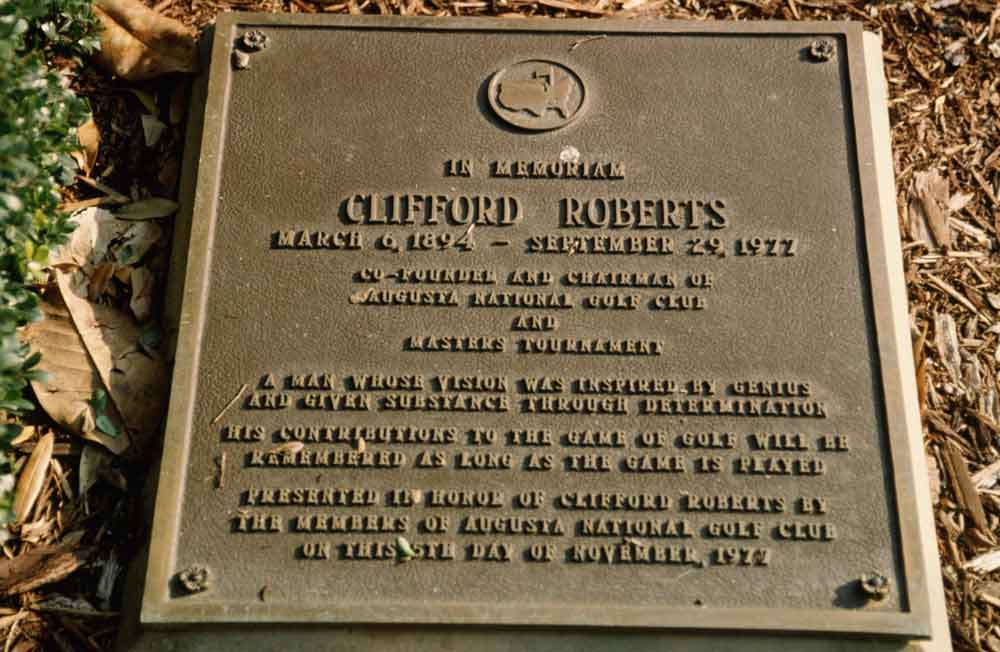 IN MEMORIAM
CLIFFORD ROBERTS
MARCH 6, 1894 – SEPTEMBER 29, 1977
CO-FOUNDER AND CHAIRMAN OF
AUGUSTA NATIONAL GOLF CLUB
AND
MASTERS TOURNAMENT
A MAN WHOSE VISION WAS INSPIRED BY GENIUS
AND GIVEN SUBSTANCE THROUGH DETERMINATION
HIS CONTRIBUTIONS TO THE GAME OF GOLF WILL BE
REMEMBERED AS LONG AS THE GAME IS PLAYED
PRESENTED IN HONOR OF CLIFFORD ROBERTS BY
THE MEMBERS OF AUGUSTA NATIONAL GOLF CLUB
ON THIS 5TH DAY OF NOVEMBER, 1977